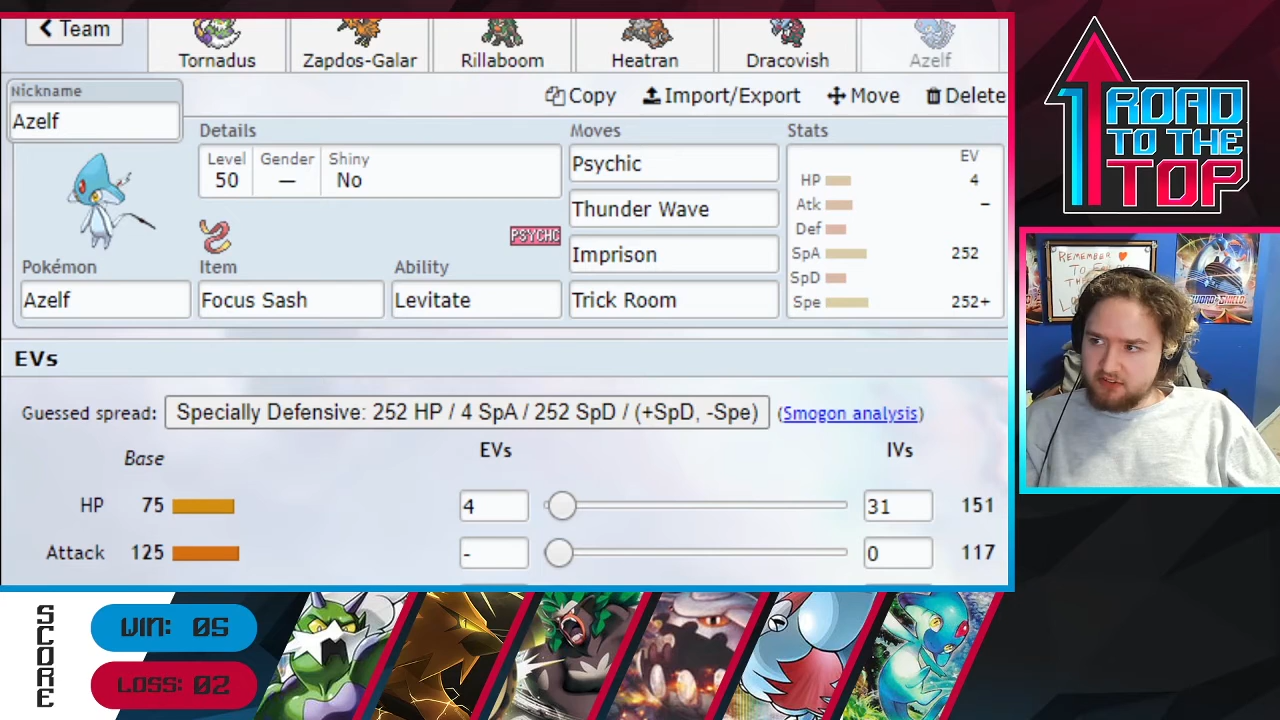 Team
Tornadus
Zapdos-Galar
Rillaboom
Heatran
Dracovish
Azelf
Copy
Import/Export
Move
Delete
Nickname
Azelf
Details
Level
50
Gender
—
Shiny
No
Moves
Psychic
Thunder Wave
Imprison
Trick Room
Stats
EV
HP 4
Atk -
Def
SpA 252
SpD
Spe 252+
PSYCHC
Pokémon
Azelf
Item
Focus Sash
Ability
Levitate
EVs
Guessed spread: Specially Defensive: 252 HP / 4 SpA / 252 SpD / (+SpD, -Spe) (Smogon analysis)
Base
EVs
IVs
HP 75 4 31 151
Attack 125 - 0 117
ROAD
TO THE
TOP
REMEMBER
SWORD SHIELD
SCORE
WIN: 05
LOSS: 02